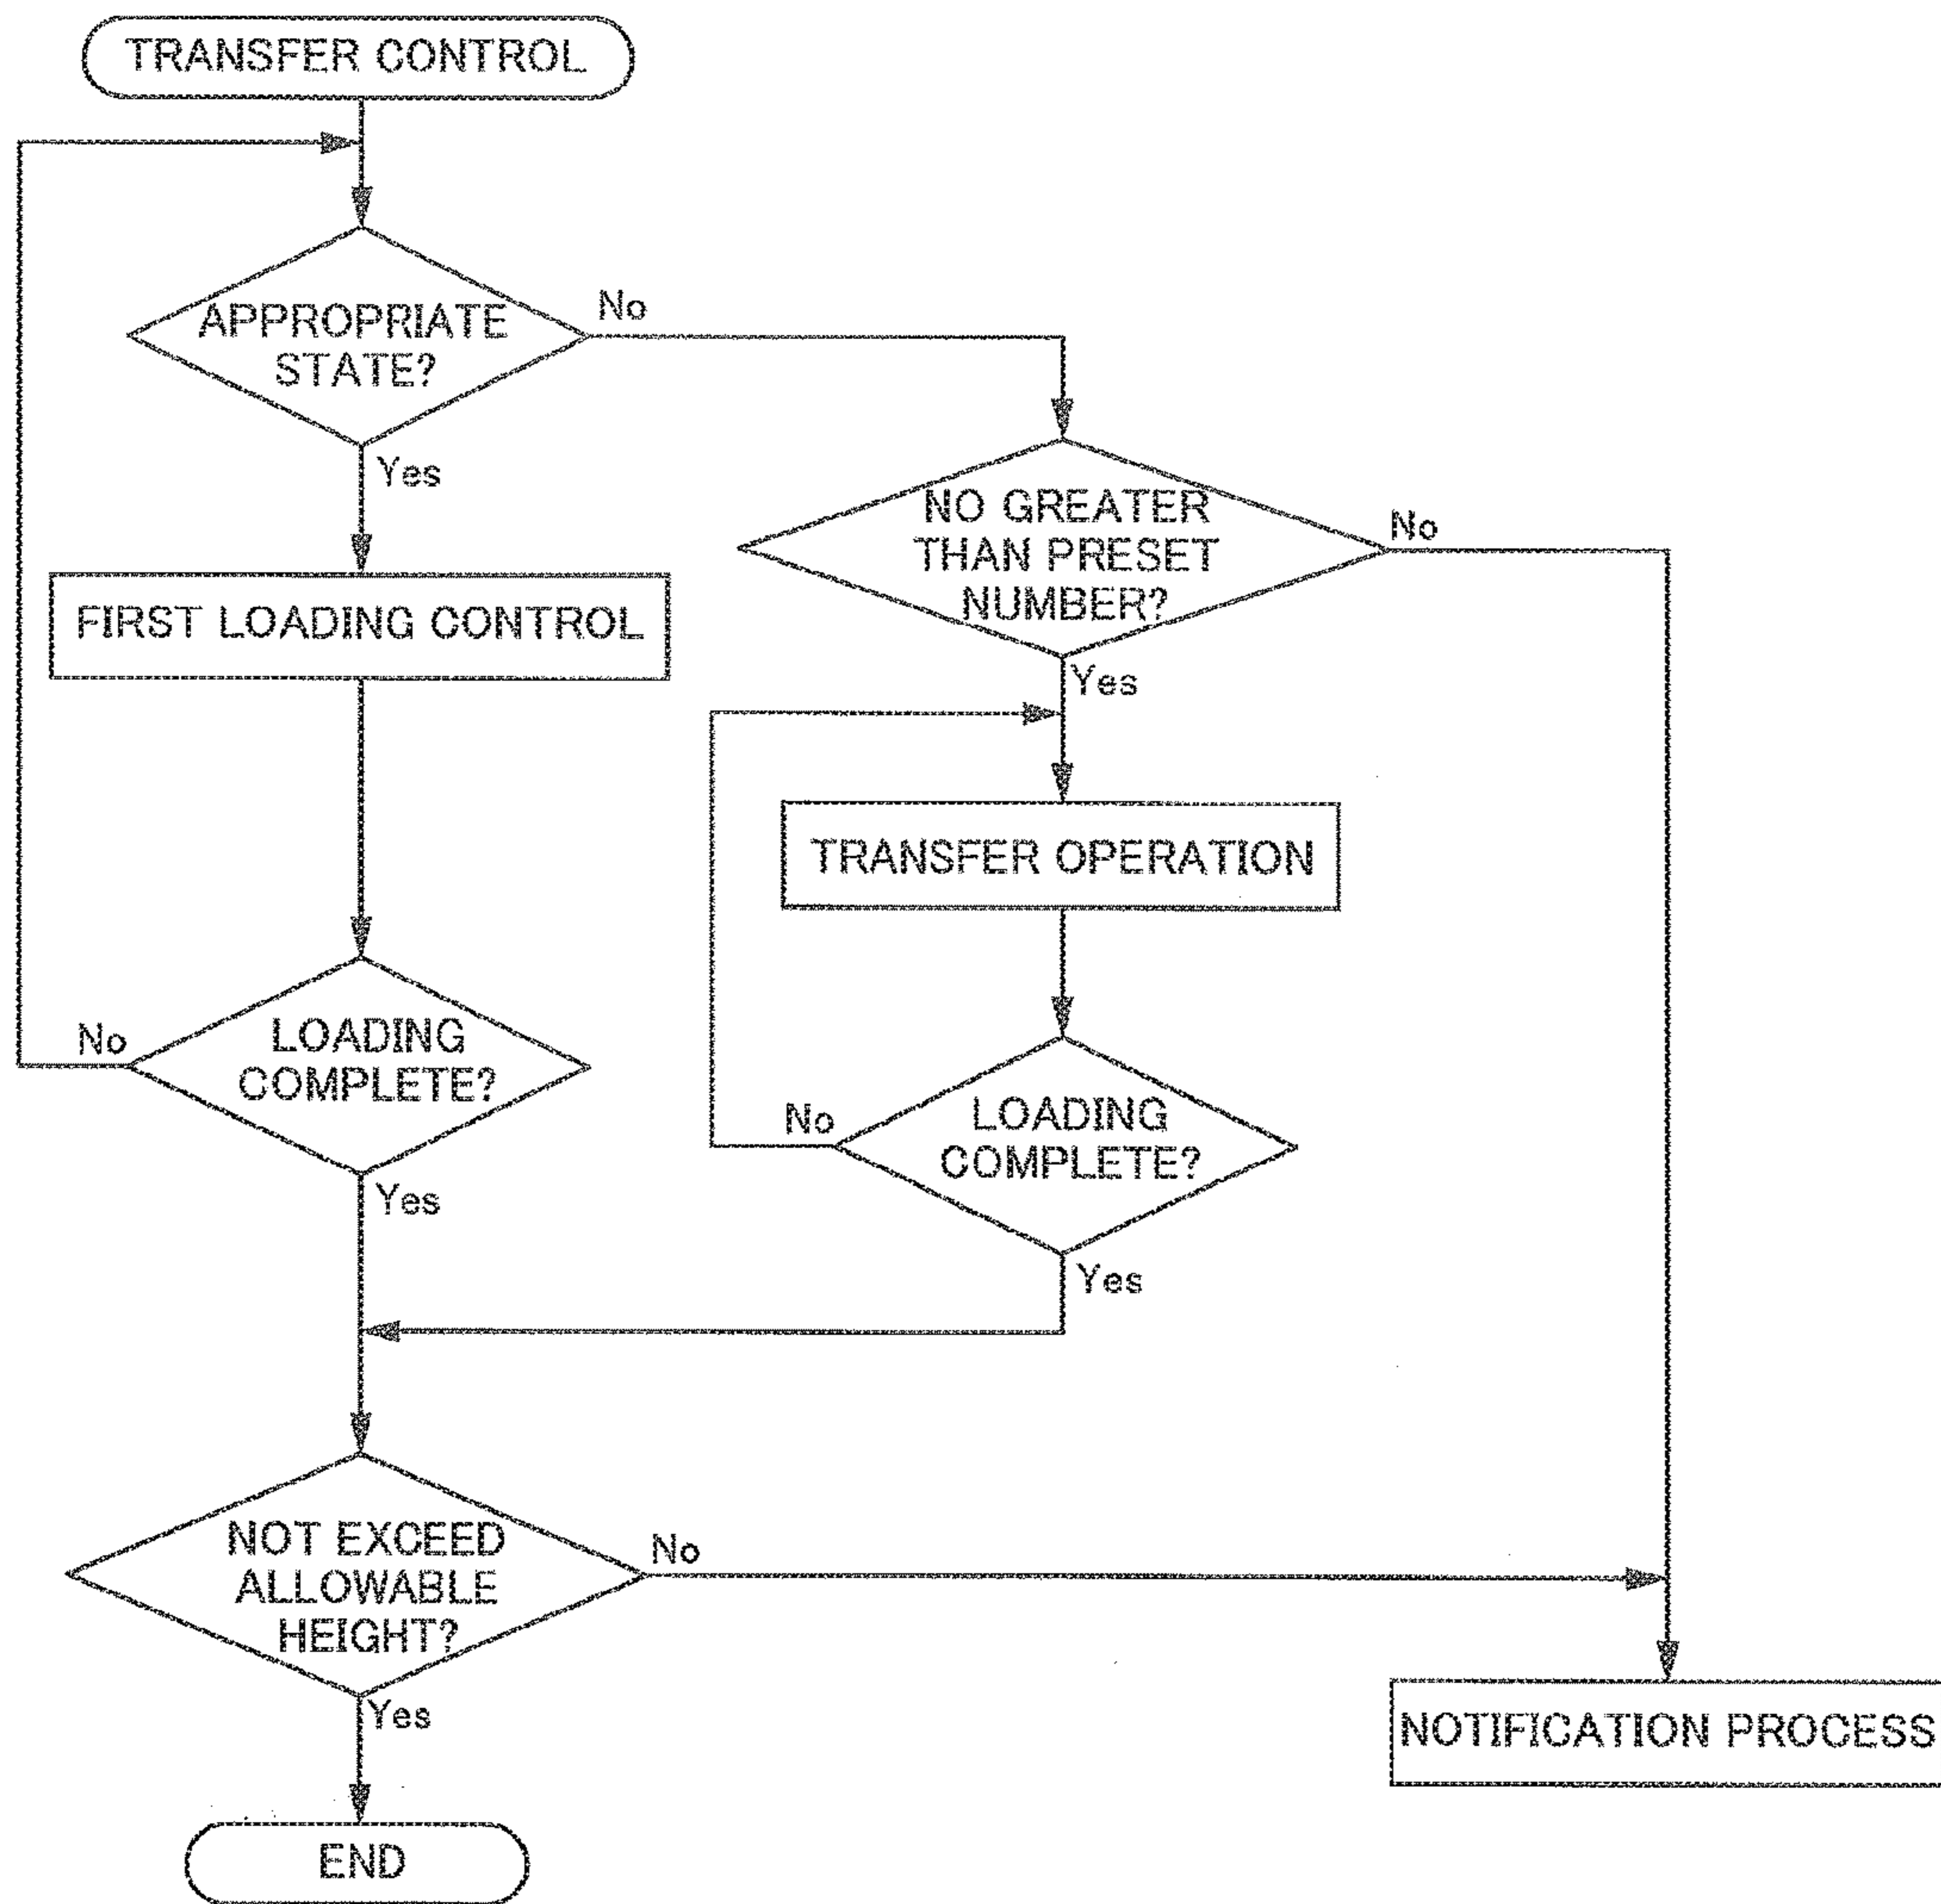 TRANSFER CONTROL
APPROPRIATE
STATE?
No
Yes
FIRST LOADING CONTROL
NO GREATER
THAN PRESET
NUMBER?
No
Yes
TRANSFER OPERATION
LOADING
COMPLETE?
No
Yes
LOADING
COMPLETE?
No
Yes
NOT EXCEED
ALLOWABLE
HEIGHT?
No
Yes
NOTIFICATION PROCESS
END